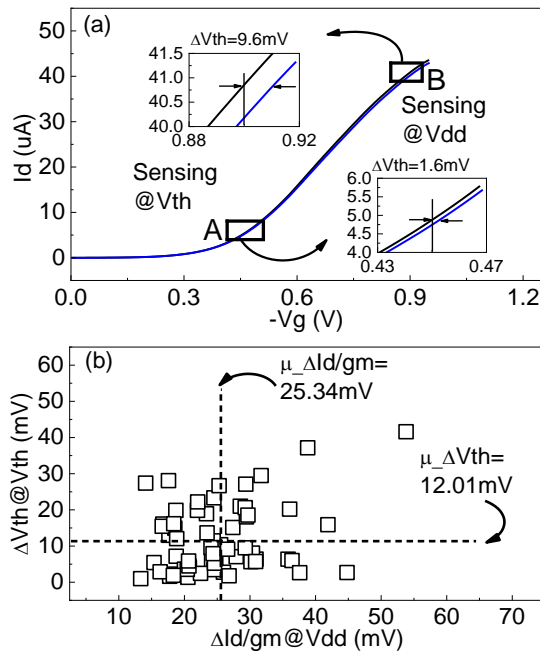 (a)
ΔVth=9.6mV
41.5
41.0
40.5
40.0
0.88
0.92
B
Sensing
@Vdd
Sensing
@Vth
A
ΔVth=1.6mV
6.0
5.5
5.0
4.5
4.0
0.43
0.47
50
40
30
20
10
0
Id (uA)
0.0
0.3
0.6
0.9
1.2
-Vg (V)
(b)
μ_ΔId/gm=
25.34mV
μ_ΔVth=
12.01mV
60
50
40
30
20
10
0
ΔVth@Vth (mV)
10
20
30
40
50
60
70
ΔId/gm@Vdd (mV)